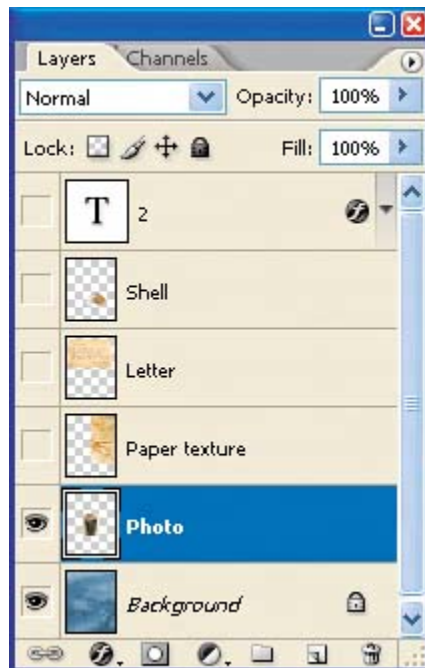 Layers Channels
Normal Opacity: 100%
Lock: Fill: 100%
T 2
Shell
Letter
Paper texture
Photo
Background